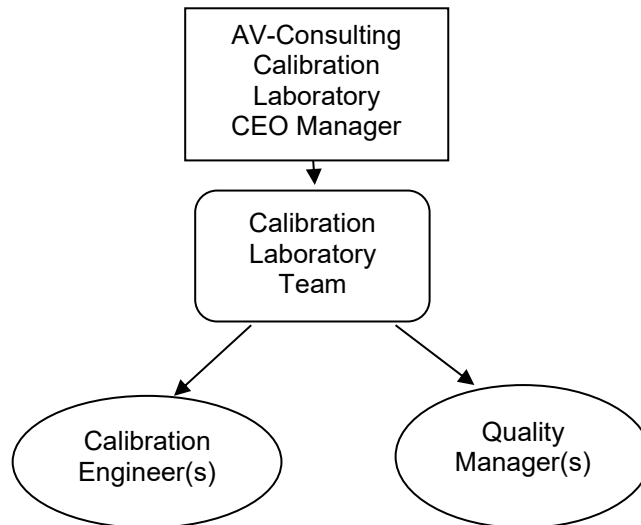 AV-Consulting
Calibration
Laboratory
CEO Manager
Calibration
Laboratory
Team
Calibration
Engineer(s)
Quality
Manager(s)